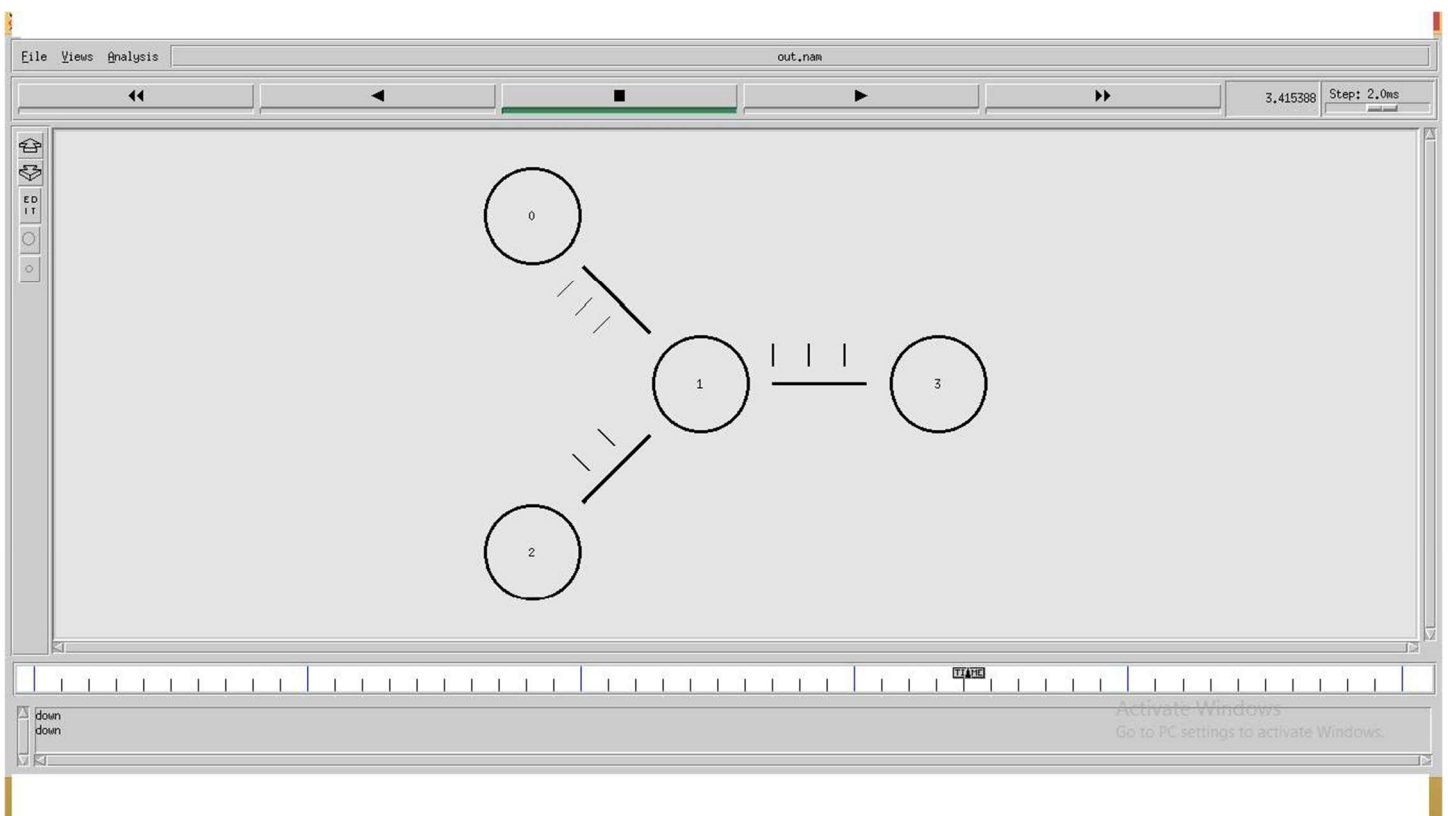 File Views Analysis out.nam
3.415388 Step: 2.0ms
ED
IT
0
1
3
2
TIME
down
down
Activate Windows
Go to PC settings to activate Windows.